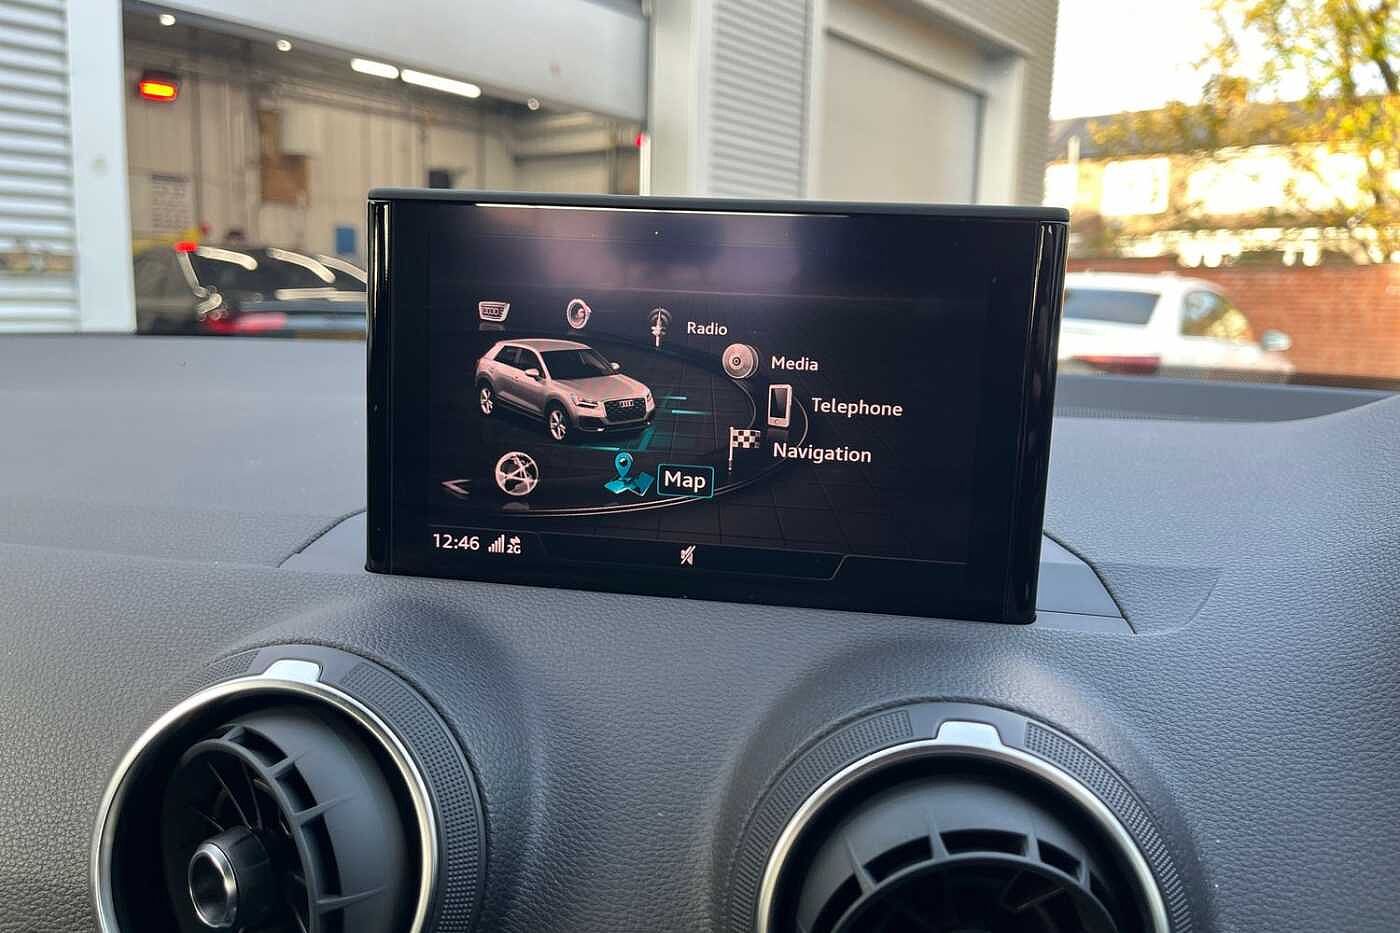 Radio
Media
Telephone
Navigation
Map
12:46 2G